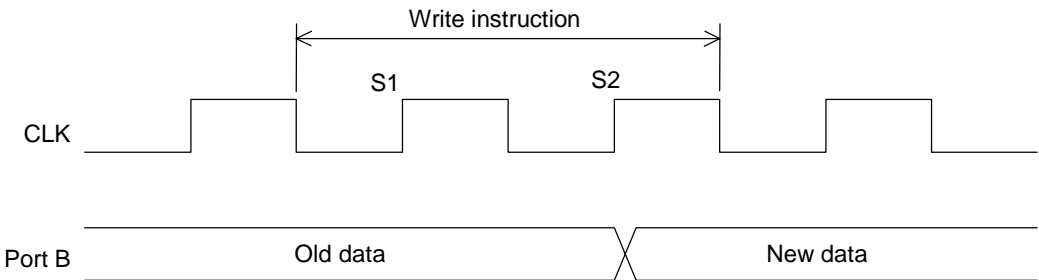 Write instruction
S1 S2
CLK
Port B Old data New data